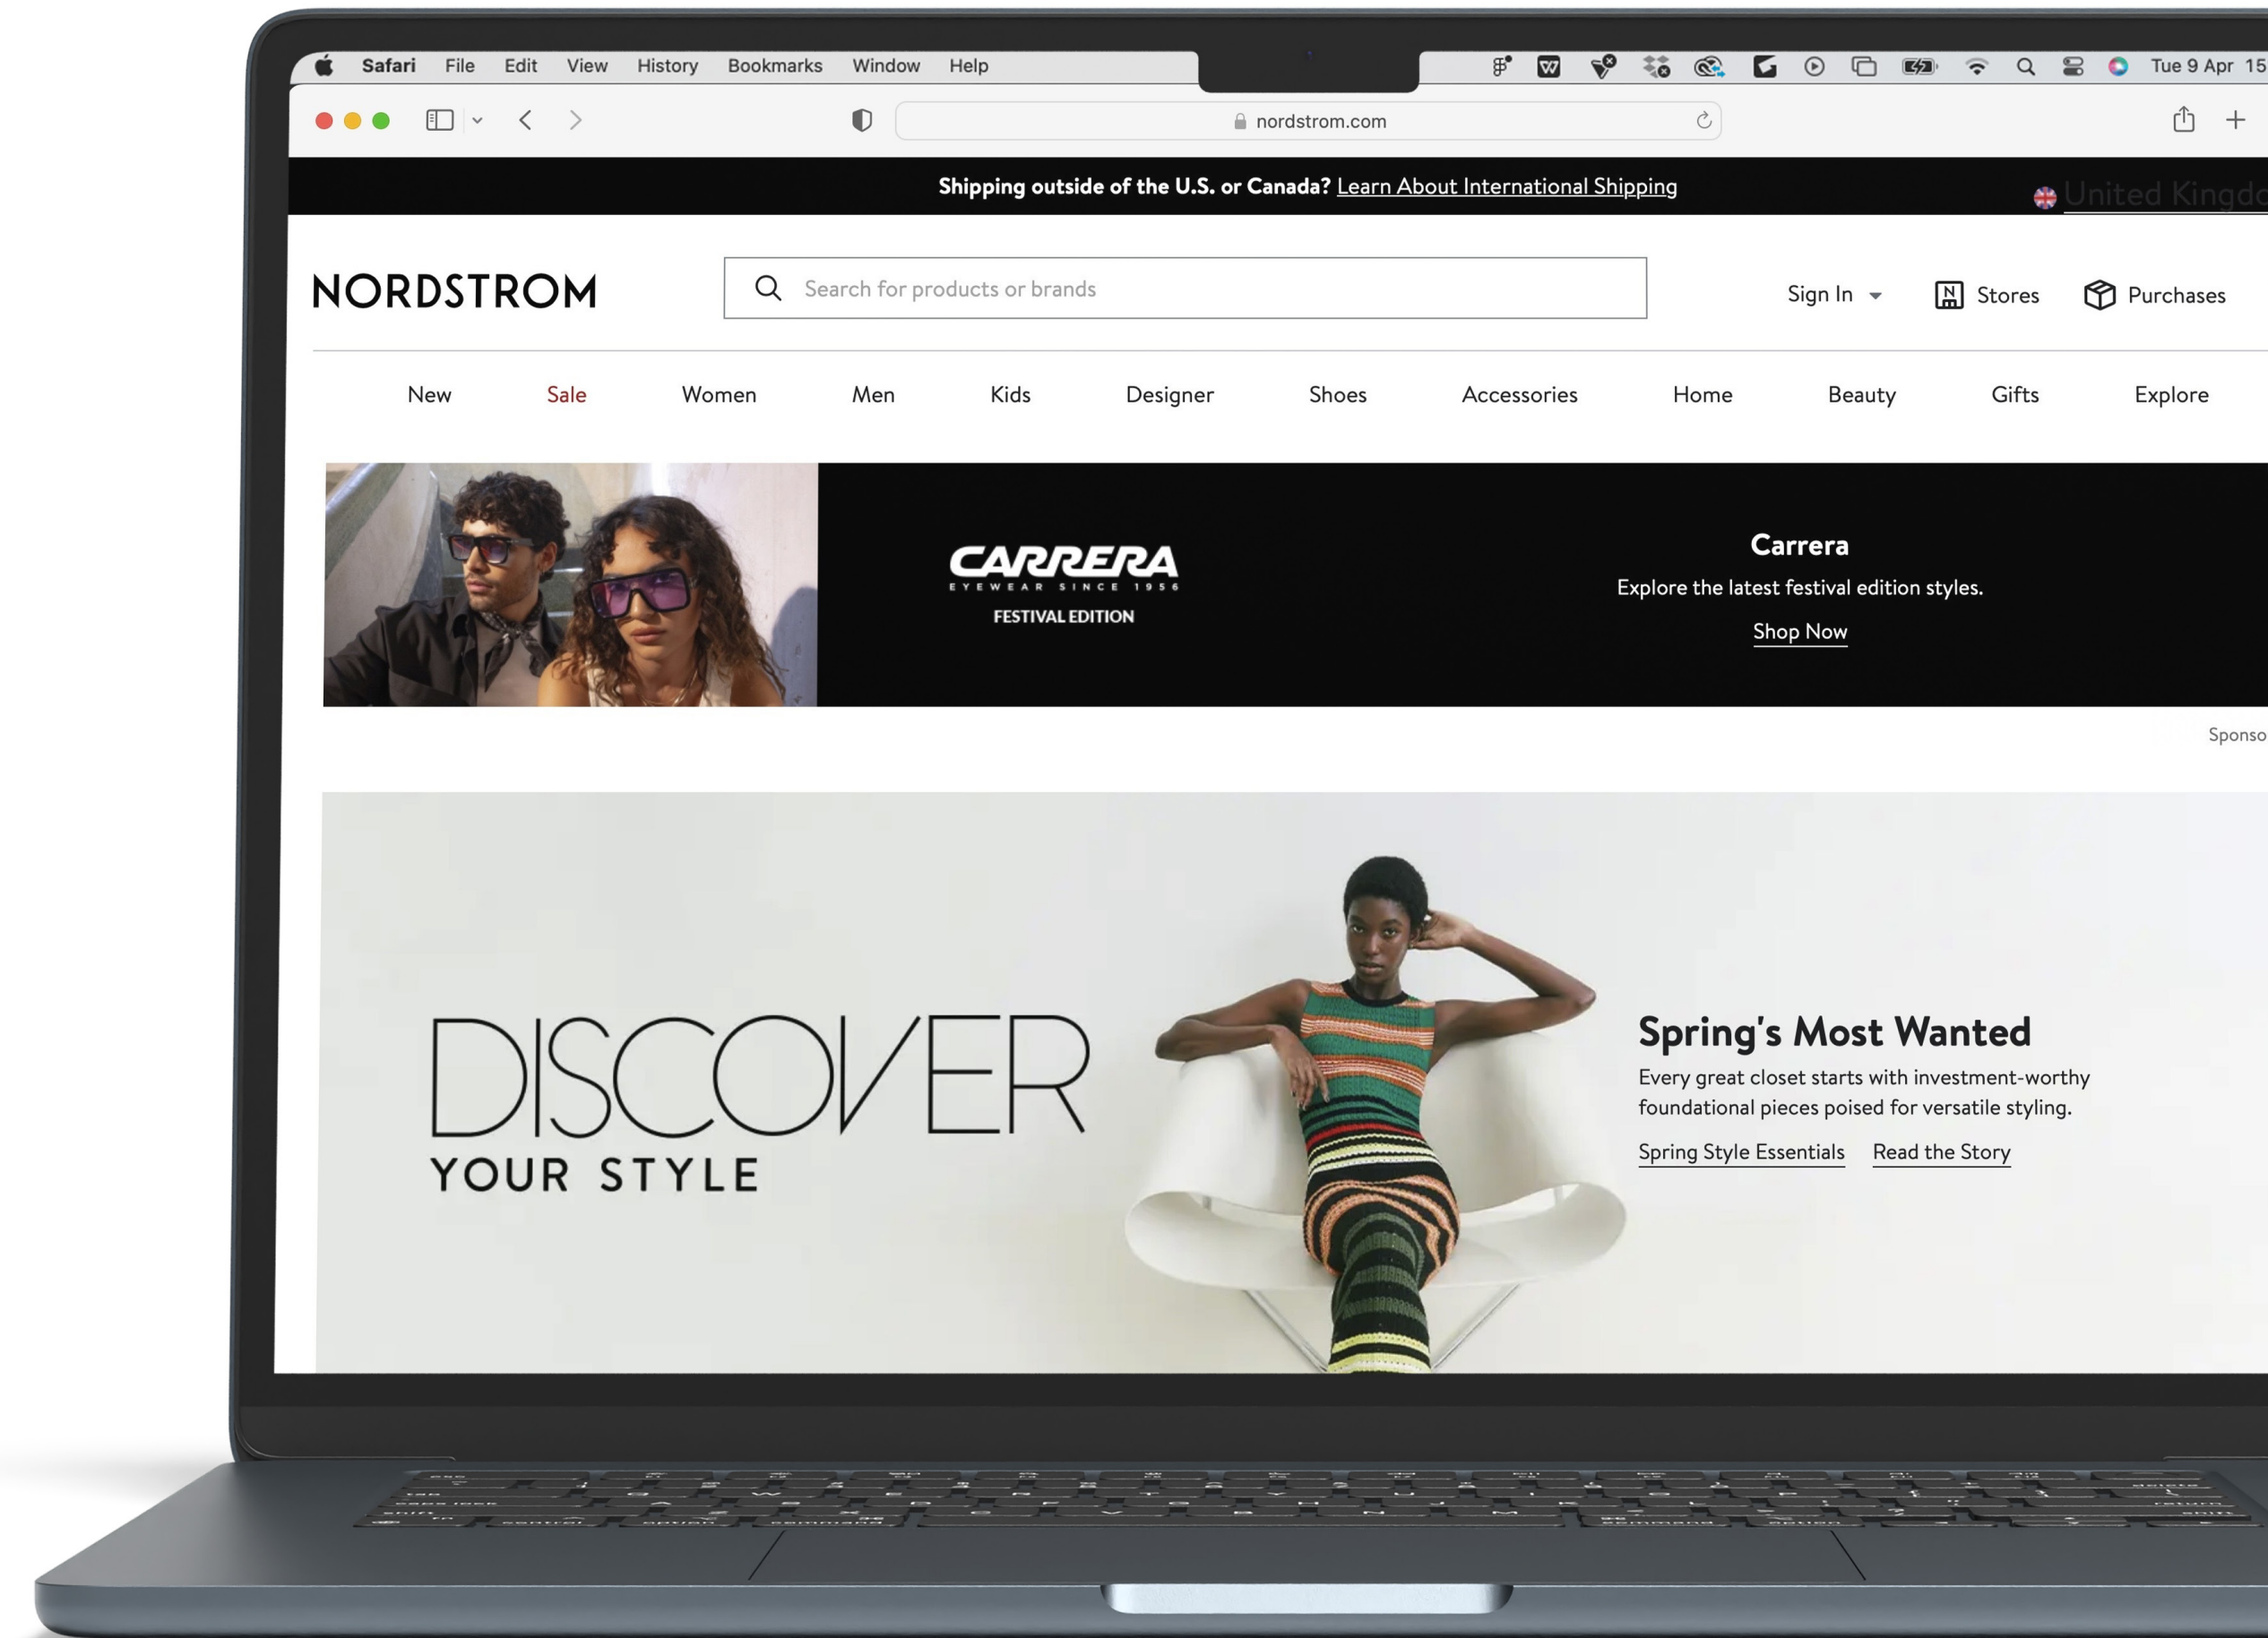 Safari File Edit View History Bookmarks Window Help
Tue 9 Apr 15
nordstrom.com
Shipping outside of the U.S. or Canada? Learn About International Shipping
United Kingdo
NORDSTROM
Search for products or brands
Sign In
Stores
Purchases
New Sale Women Men Kids Designer Shoes Accessories Home Beauty Gifts Explore
CARRERA
EYEWEAR SINCE 1956
FESTIVAL EDITION
Carrera
Explore the latest festival edition styles.
Shop Now
Sponso
DISCOVER
YOUR STYLE
Spring's Most Wanted
Every great closet starts with investment-worthy
foundational pieces poised for versatile styling.
Spring Style Essentials Read the Story